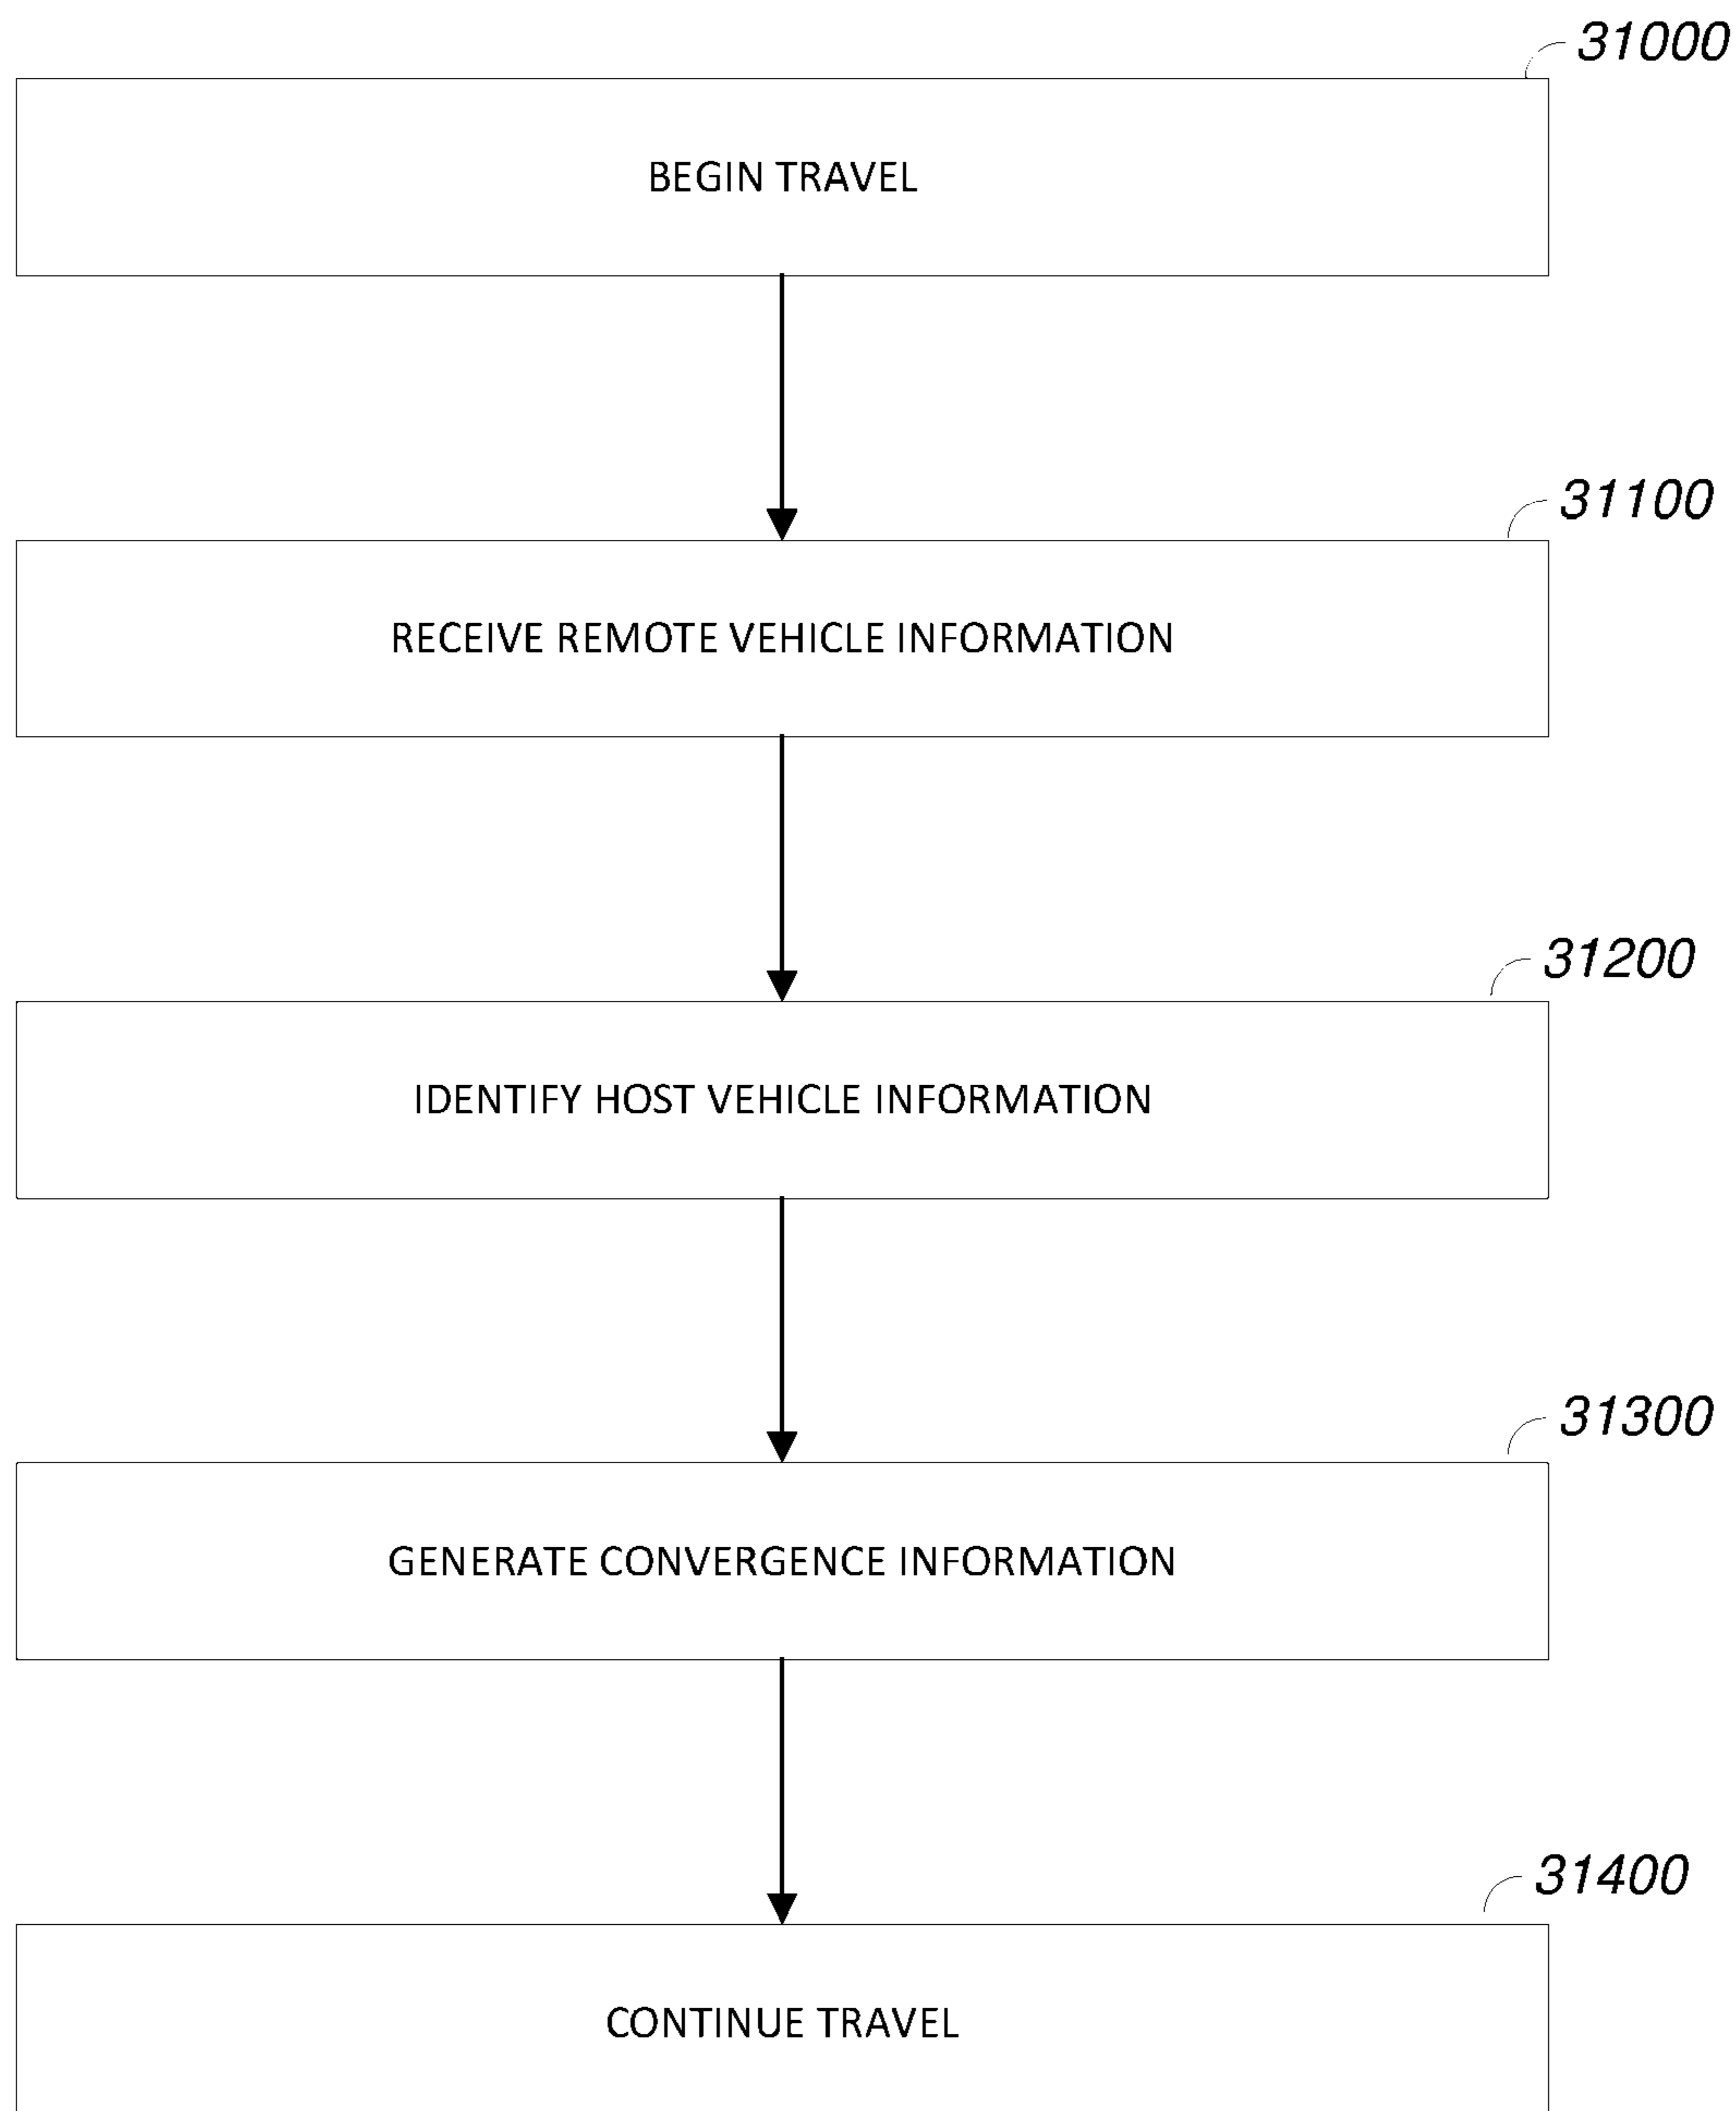 31000
BEGIN TRAVEL
31100
RECEIVE REMOTE VEHICLE INFORMATION
31200
IDENTIFY HOST VEHICLE INFORMATION
31300
GENERATE CONVERGENCE INFORMATION
31400
CONTINUE TRAVEL